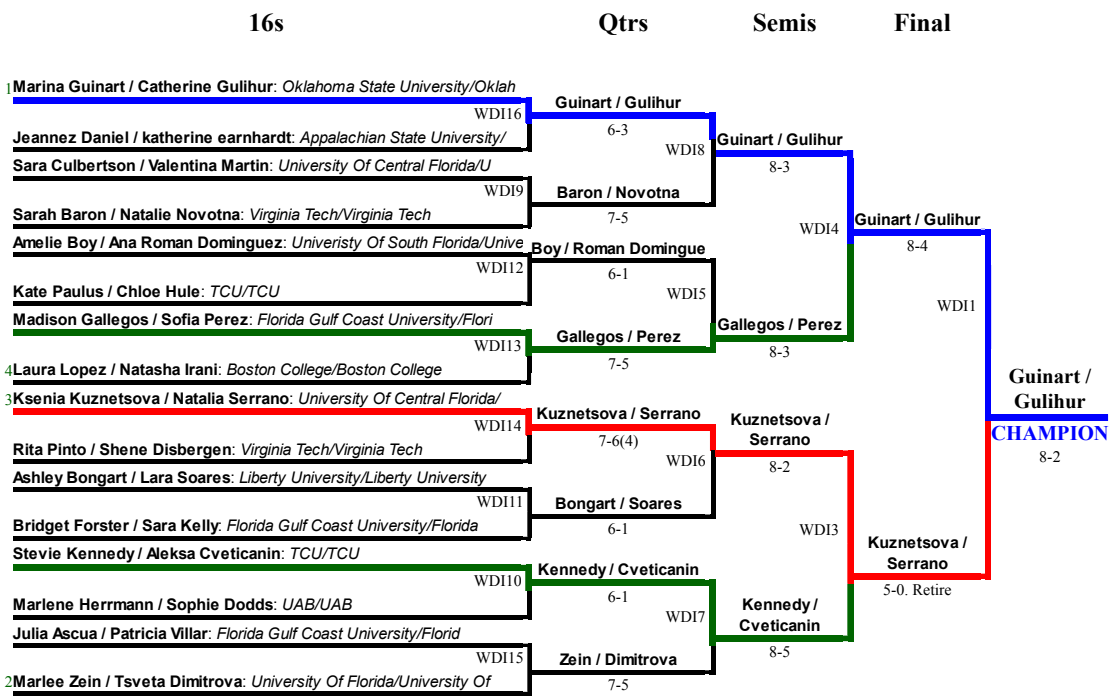 16s Qtrs Semis Final
1 Marina Guinart / Catherine Gulihur: Oklahoma State University/Oklah
WDI16
Jeannez Daniel / katherine earnhardt: Appalachian State University/
Sara Culbertson / Valentina Martin: University Of Central Florida/U
WDI9
Sarah Baron / Natalie Novotna: Virginia Tech/Virginia Tech
Amelie Boy / Ana Roman Dominguez: Univeristy Of South Florida/Unive
WDI12
Kate Paulus / Chloe Hule: TCU/TCU
Madison Gallegos / Sofia Perez: Florida Gulf Coast University/Flori
WDI13
4 Laura Lopez / Natasha Irani: Boston College/Boston College
3 Ksenia Kuznetsova / Natalia Serrano: University Of Central Florida/
WDI14
Rita Pinto / Shene Disbergen: Virginia Tech/Virginia Tech
Ashley Bongart / Lara Soares: Liberty University/Liberty University
WDI11
Bridget Forster / Sara Kelly: Florida Gulf Coast University/Florida
Stevie Kennedy / Aleksa Cveticanin: TCU/TCU
WDI10
Marlene Herrmann / Sophie Dodds: UAB/UAB
Julia Ascua / Patricia Villar: Florida Gulf Coast University/Florid
WDI15
2 Marlee Zein / Tsveta Dimitrova: University Of Florida/University Of
Guinart / Gulihur
6-3
WDI8
Baron / Novotna
7-5
Boy / Roman Domingue
6-1
WDI5
Gallegos / Perez
7-5
Kuznetsova / Serrano
7-6(4)
WDI6
Bongart / Soares
6-1
Kennedy / Cveticanin
6-1
WDI7
Zein / Dimitrova
7-5
Guinart / Gulihur
8-3
WDI4
Gallegos / Perez
8-3
Kuznetsova /
Serrano
8-2
WDI3
Kennedy /
Cveticanin
8-5
Guinart / Gulihur
8-4
WDI1
Kuznetsova /
Serrano
5-0. Retire
Guinart /
Gulihur
CHAMPION
8-2